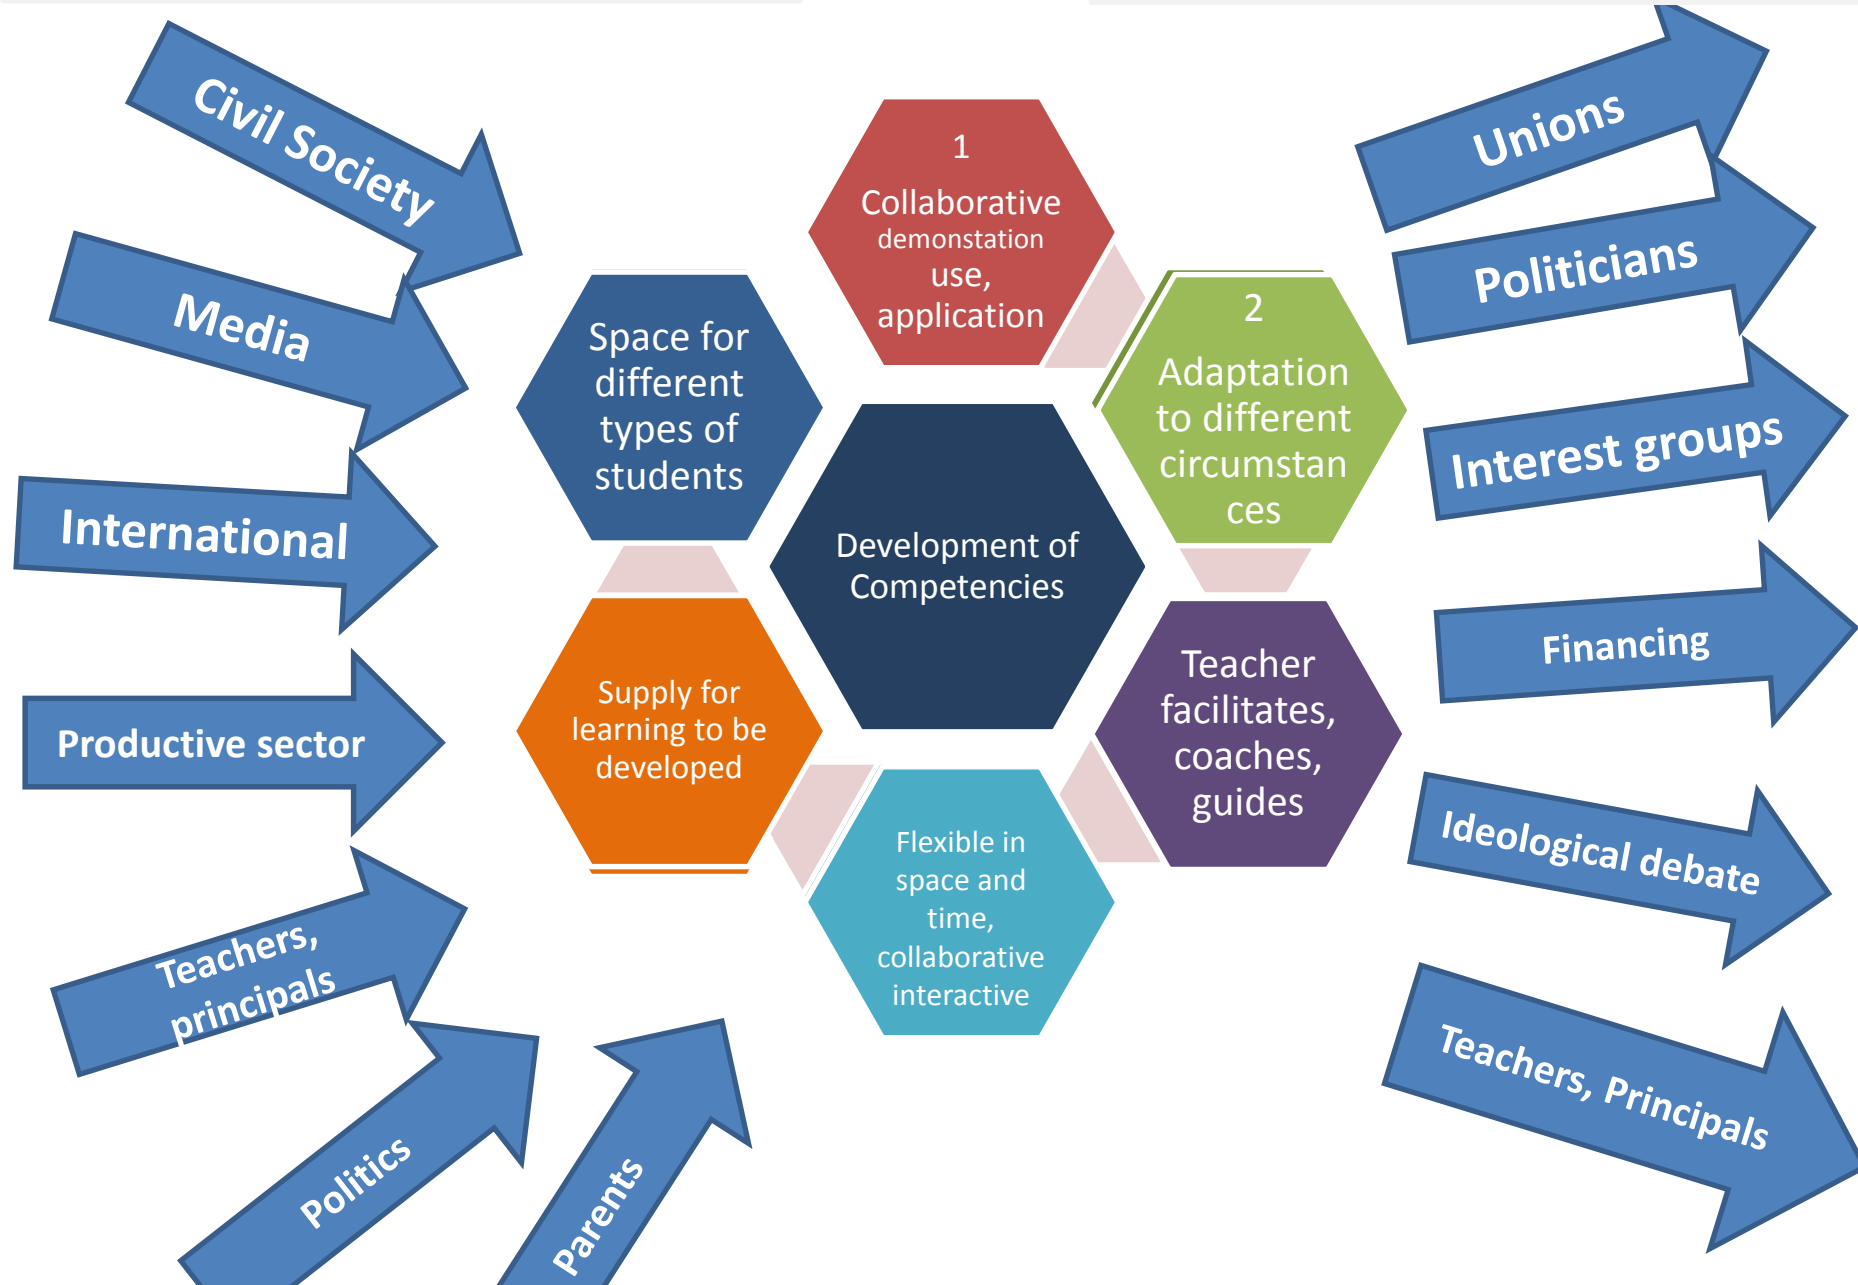 Civil Society
Media
International
Productive sector
Teachers,
principals
Politics
Parents
1
Collaborative
demonstation
use,
application
2
Adaptation
to different
circumstan
ces
Teacher
facilitates,
coaches,
guides
Flexible in
space and
time,
collaborative
interactive
Supply for
learning to be
developed
Space for
different
types of
students
Development of
Competencies
Unions
Politicians
Interest groups
Financing
Ideological debate
Teachers, Principals